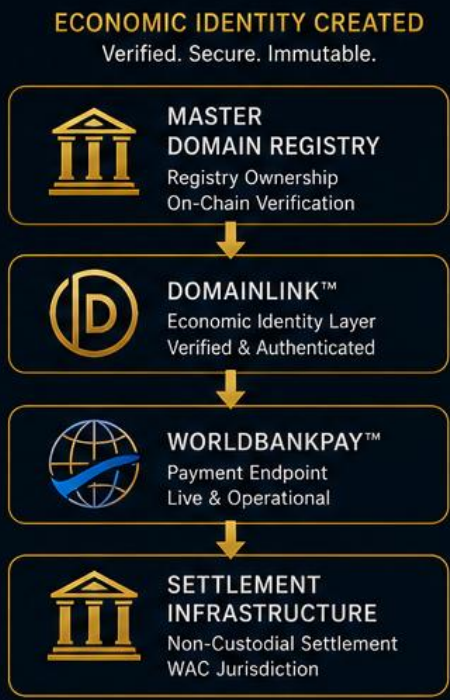 ECONOMIC IDENTITY CREATED
Verified. Secure. Immutable.
MASTER
DOMAIN REGISTRY
Registry Ownership
On-Chain Verification
D
DOMAINLINK™
Economic Identity Layer
Verified & Authenticated
WORLDBANKPAY™
Payment Endpoint
Live & Operational
SETTLEMENT
INFRASTRUCTURE
Non-Custodial Settlement
WAC Jurisdiction